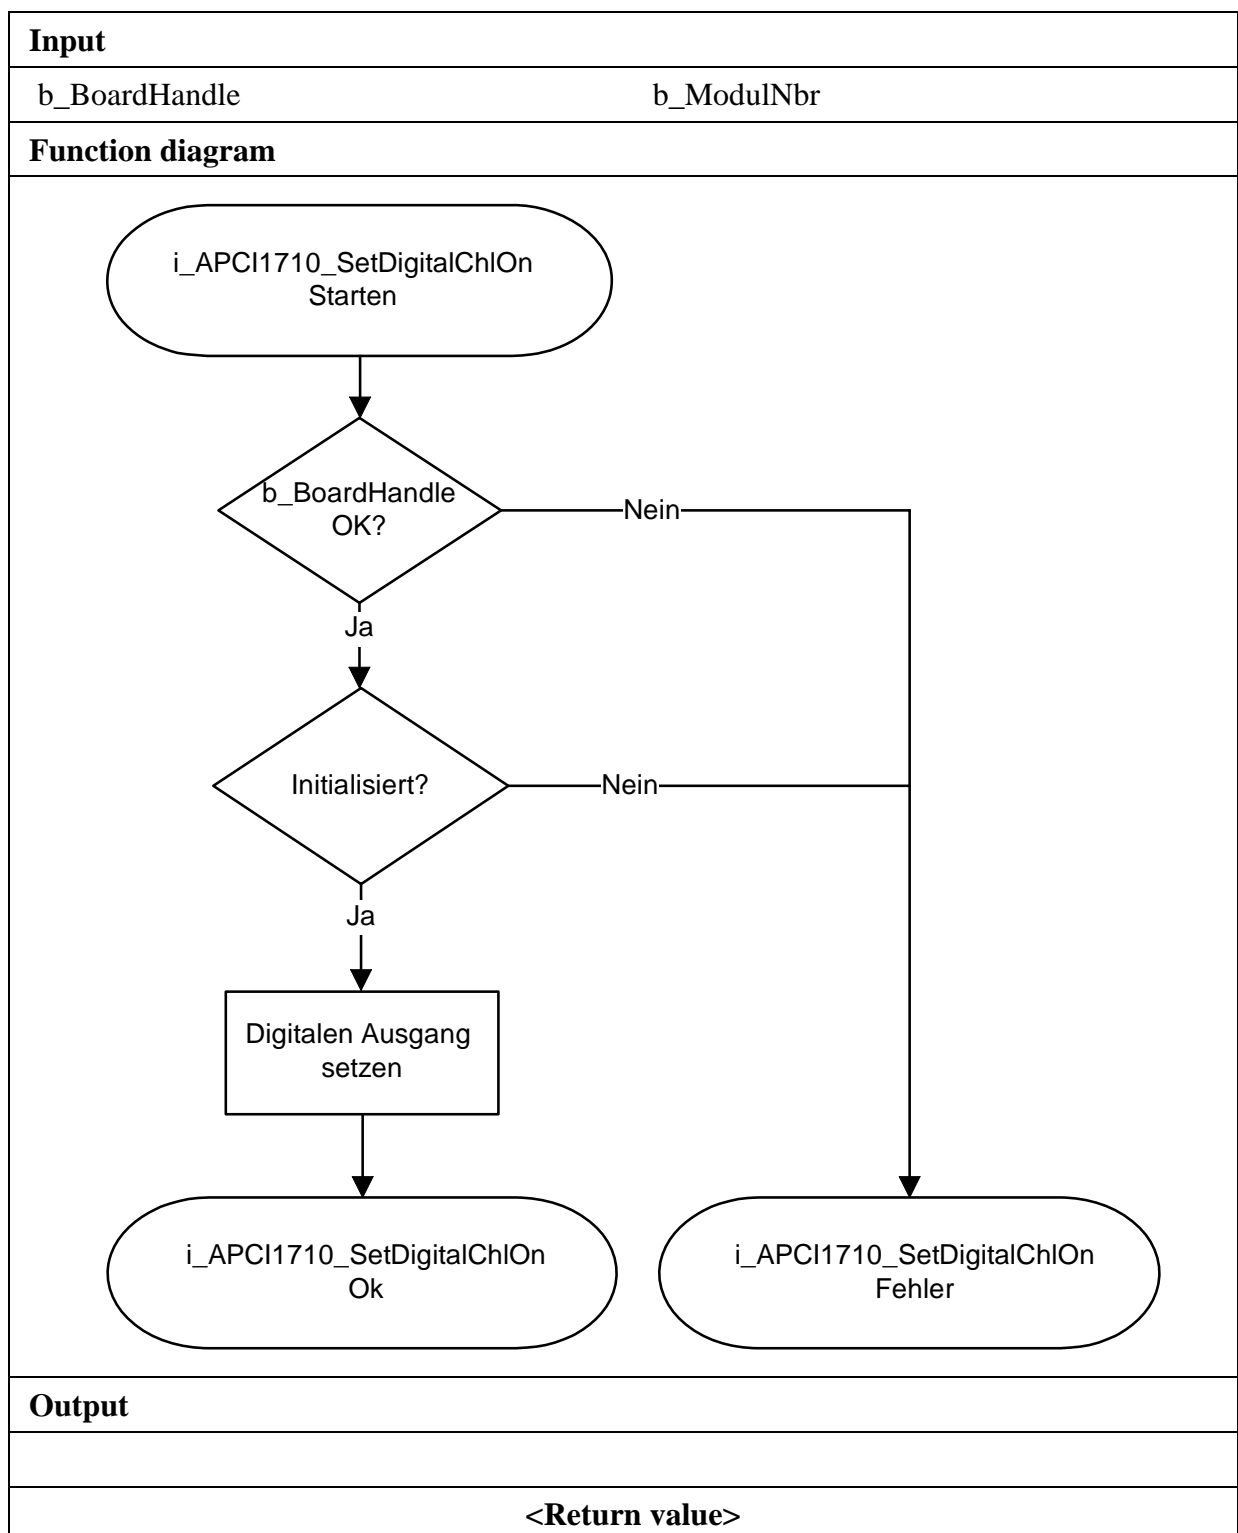 Input
b_BoardHandle b_ModulNbr
Function diagram
i_APCI1710_SetDigitalChlOn
Starten
b_BoardHandle
OK?
Nein
Ja
Initialisiert?
Nein
Ja
Digitalen Ausgang
setzen
i_APCI1710_SetDigitalChlOn
Ok
i_APCI1710_SetDigitalChlOn
Fehler
Output
<Return value>